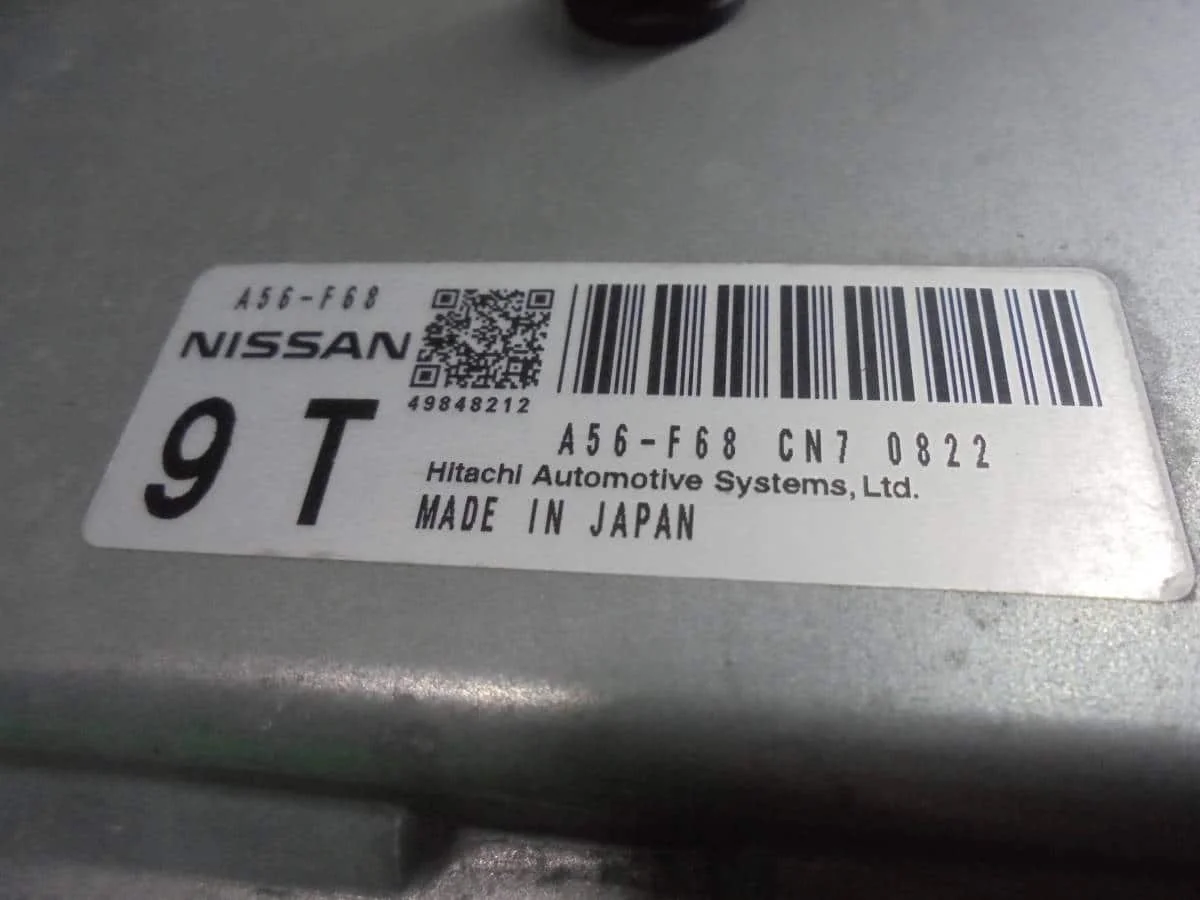 A56-F68
NISSAN
49848212
9 T
A56-F68 CN7 0822
Hitachi Automotive Systems, Ltd.
MADE IN JAPAN